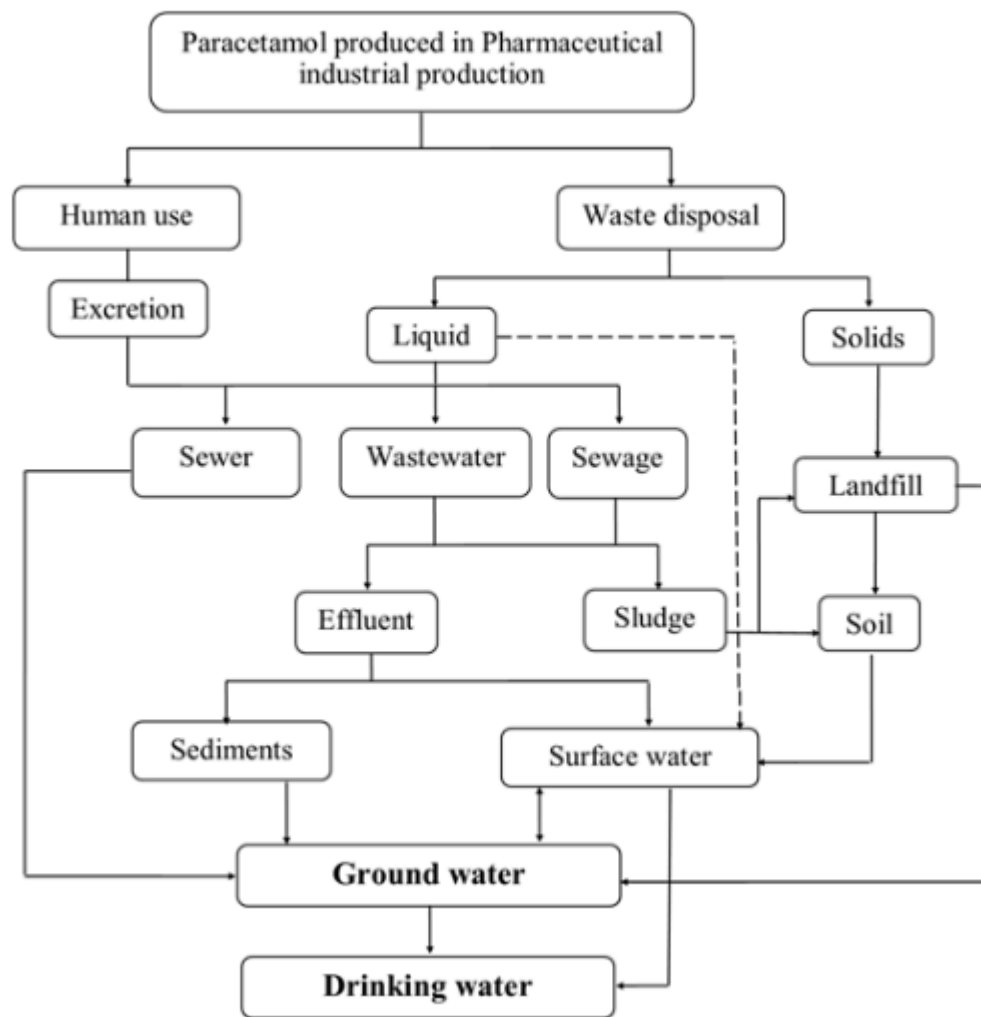 Paracetamol produced in Pharmaceutical
industrial production
Human use
Waste disposal
Excretion
Liquid
Solids
Sewer
Wastewater
Sewage
Landfill
Effluent
Sludge
Soil
Sediments
Surface water
Ground water
Drinking water